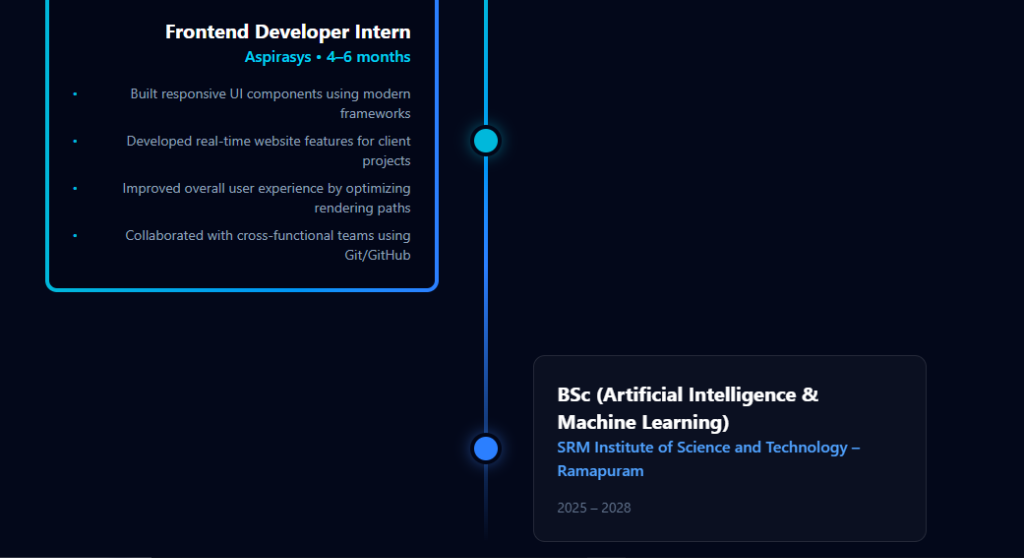 Frontend Developer Intern
Aspirasys • 4–6 months
• Built responsive UI components using modern
frameworks
• Developed real-time website features for client
projects
• Improved overall user experience by optimizing
rendering paths
• Collaborated with cross-functional teams using
Git/GitHub
BSc (Artificial Intelligence &
Machine Learning)
SRM Institute of Science and Technology –
Ramapuram
2025 – 2028